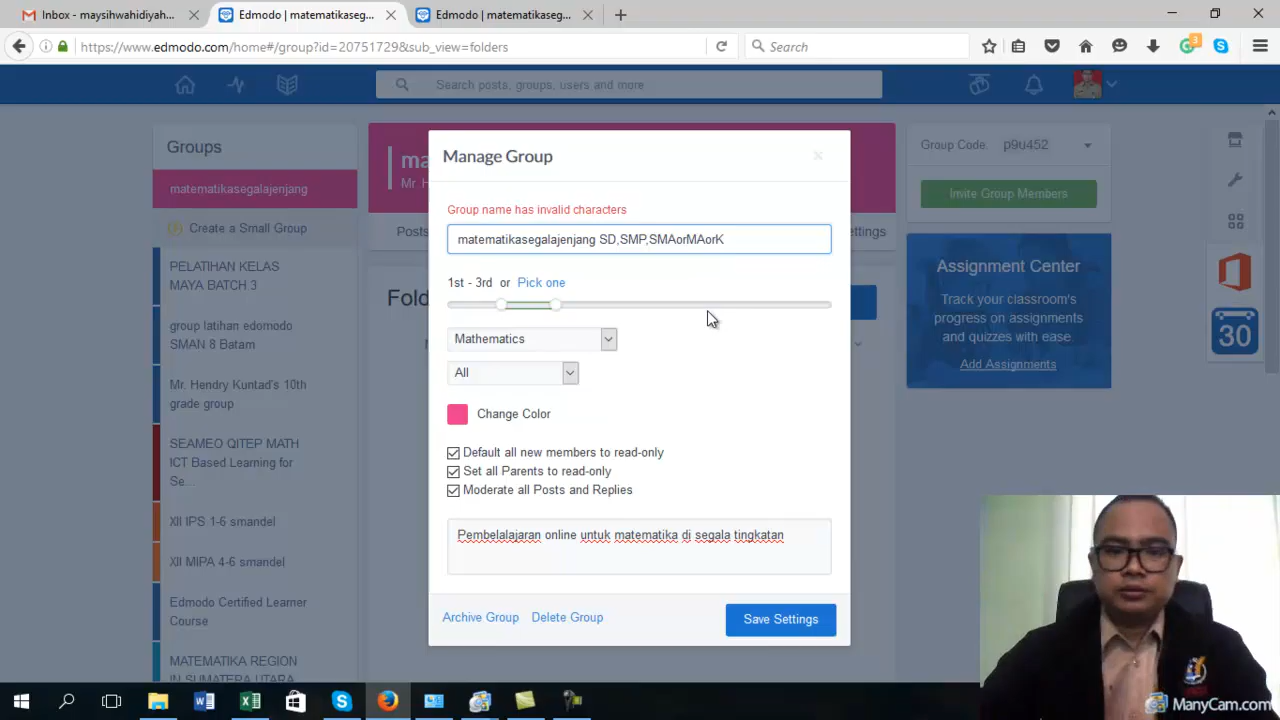 Inbox - maysihwahidiyah...
Edmodo | matematikaseg...
Edmodo | matematikaseg...
https://www.edmodo.com/home#/group?id=20751729&sub_view=folders
Search
3
Search posts, groups, users and more
Groups
matematikasegalajenjang
Create a Small Group
PELATIHAN KELAS
MAYA BATCH 3
group latihan edomodo
SMAN 8 Batam
Mr. Hendry Kuntad's 10th
grade group
SEAMEO QITEP MATH
ICT Based Learning for
Se...
XII IPS 1-6 smandel
XII MIPA 4-6 smandel
Edmodo Certified Learner
Course
MATEMATIKA REGION
IN SUMATERA UTARA
ma
Mr. H
Posts
Fold
ettings
Manage Group
Group name has invalid characters
matematikasegalajenjang SD,SMP,SMAorMAorK
1st - 3rd or Pick one
Mathematics
All
Change Color
Default all new members to read-only
Set all Parents to read-only
Moderate all Posts and Replies
Pembelalajaran online untuk matematika di segala tingkatan
Archive Group
Delete Group
Save Settings
Group Code:
p9u452
Invite Group Members
Assignment Center
Track your classroom's
progress on assignments
and quizzes with ease.
Add Assignments
30
ManyCam.com